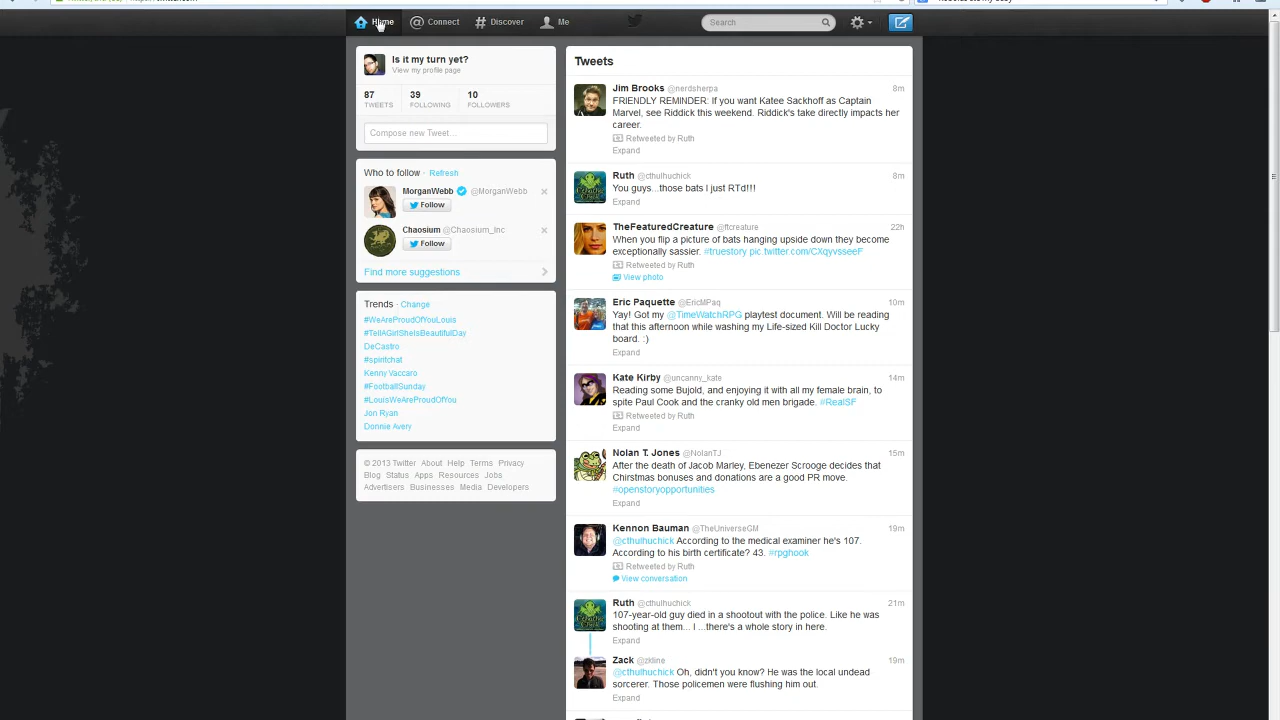 Home
Connect
Discover
Me
Search
Is it my turn yet?
View my profile page
87
TWEETS
39
FOLLOWING
10
FOLLOWERS
Compose new Tweet...
Who to follow · Refresh
MorganWebb @MorganWebb
Follow
Chaosium @Chaosium_Inc
Follow
Find more suggestions
Trends · Change
#WeAreProudOfYouLouis
#TellAGirlSheIsBeautifulDay
DeCastro
#spiritchat
Kenny Vaccaro
#FootballSunday
#LouisWeAreProudOfYou
Jon Ryan
Donnie Avery
© 2013 Twitter About Help Terms Privacy
Blog Status Apps Resources Jobs
Advertisers Businesses Media Developers
Tweets
Jim Brooks @nerdsherpa 8m
FRIENDLY REMINDER: If you want Katee Sackhoff as Captain
Marvel, see Riddick this weekend. Riddick's take directly impacts her
career.
Retweeted by Ruth
Expand
Ruth @cthulhuchick 8m
You guys...those bats I just RTd!!!
Expand
TheFeaturedCreature @ftcreature 22h
When you flip a picture of bats hanging upside down they become
exceptionally sassier. #truestory pic.twitter.com/CXqyvsseeF
Retweeted by Ruth
View photo
Eric Paquette @EricMPaq 10m
Yay! Got my @TimeWatchRPG playtest document. Will be reading
that this afternoon while washing my Life-sized Kill Doctor Lucky
board. :)
Expand
Kate Kirby @uncanny_kate 14m
Reading some Bujold, and enjoying it with all my female brain, to
spite Paul Cook and the cranky old men brigade. #RealSF
Retweeted by Ruth
Expand
Nolan T. Jones @NolanTJ 15m
After the death of Jacob Marley, Ebenezer Scrooge decides that
Chirstmas bonuses and donations are a good PR move.
#openstoryopportunities
Expand
Kennon Bauman @TheUniverseGM 19m
@cthulhuchick According to the medical examiner he's 107.
According to his birth certificate? 43. #rpghook
Retweeted by Ruth
View conversation
Ruth @cthulhuchick 21m
107-year-old guy died in a shootout with the police. Like he was
shooting at them... I ...there's a whole story in here.
Expand
Zack @zkline 19m
@cthulhuchick Oh, didn't you know? He was the local undead
sorcerer. Those policemen were flushing him out.
Expand